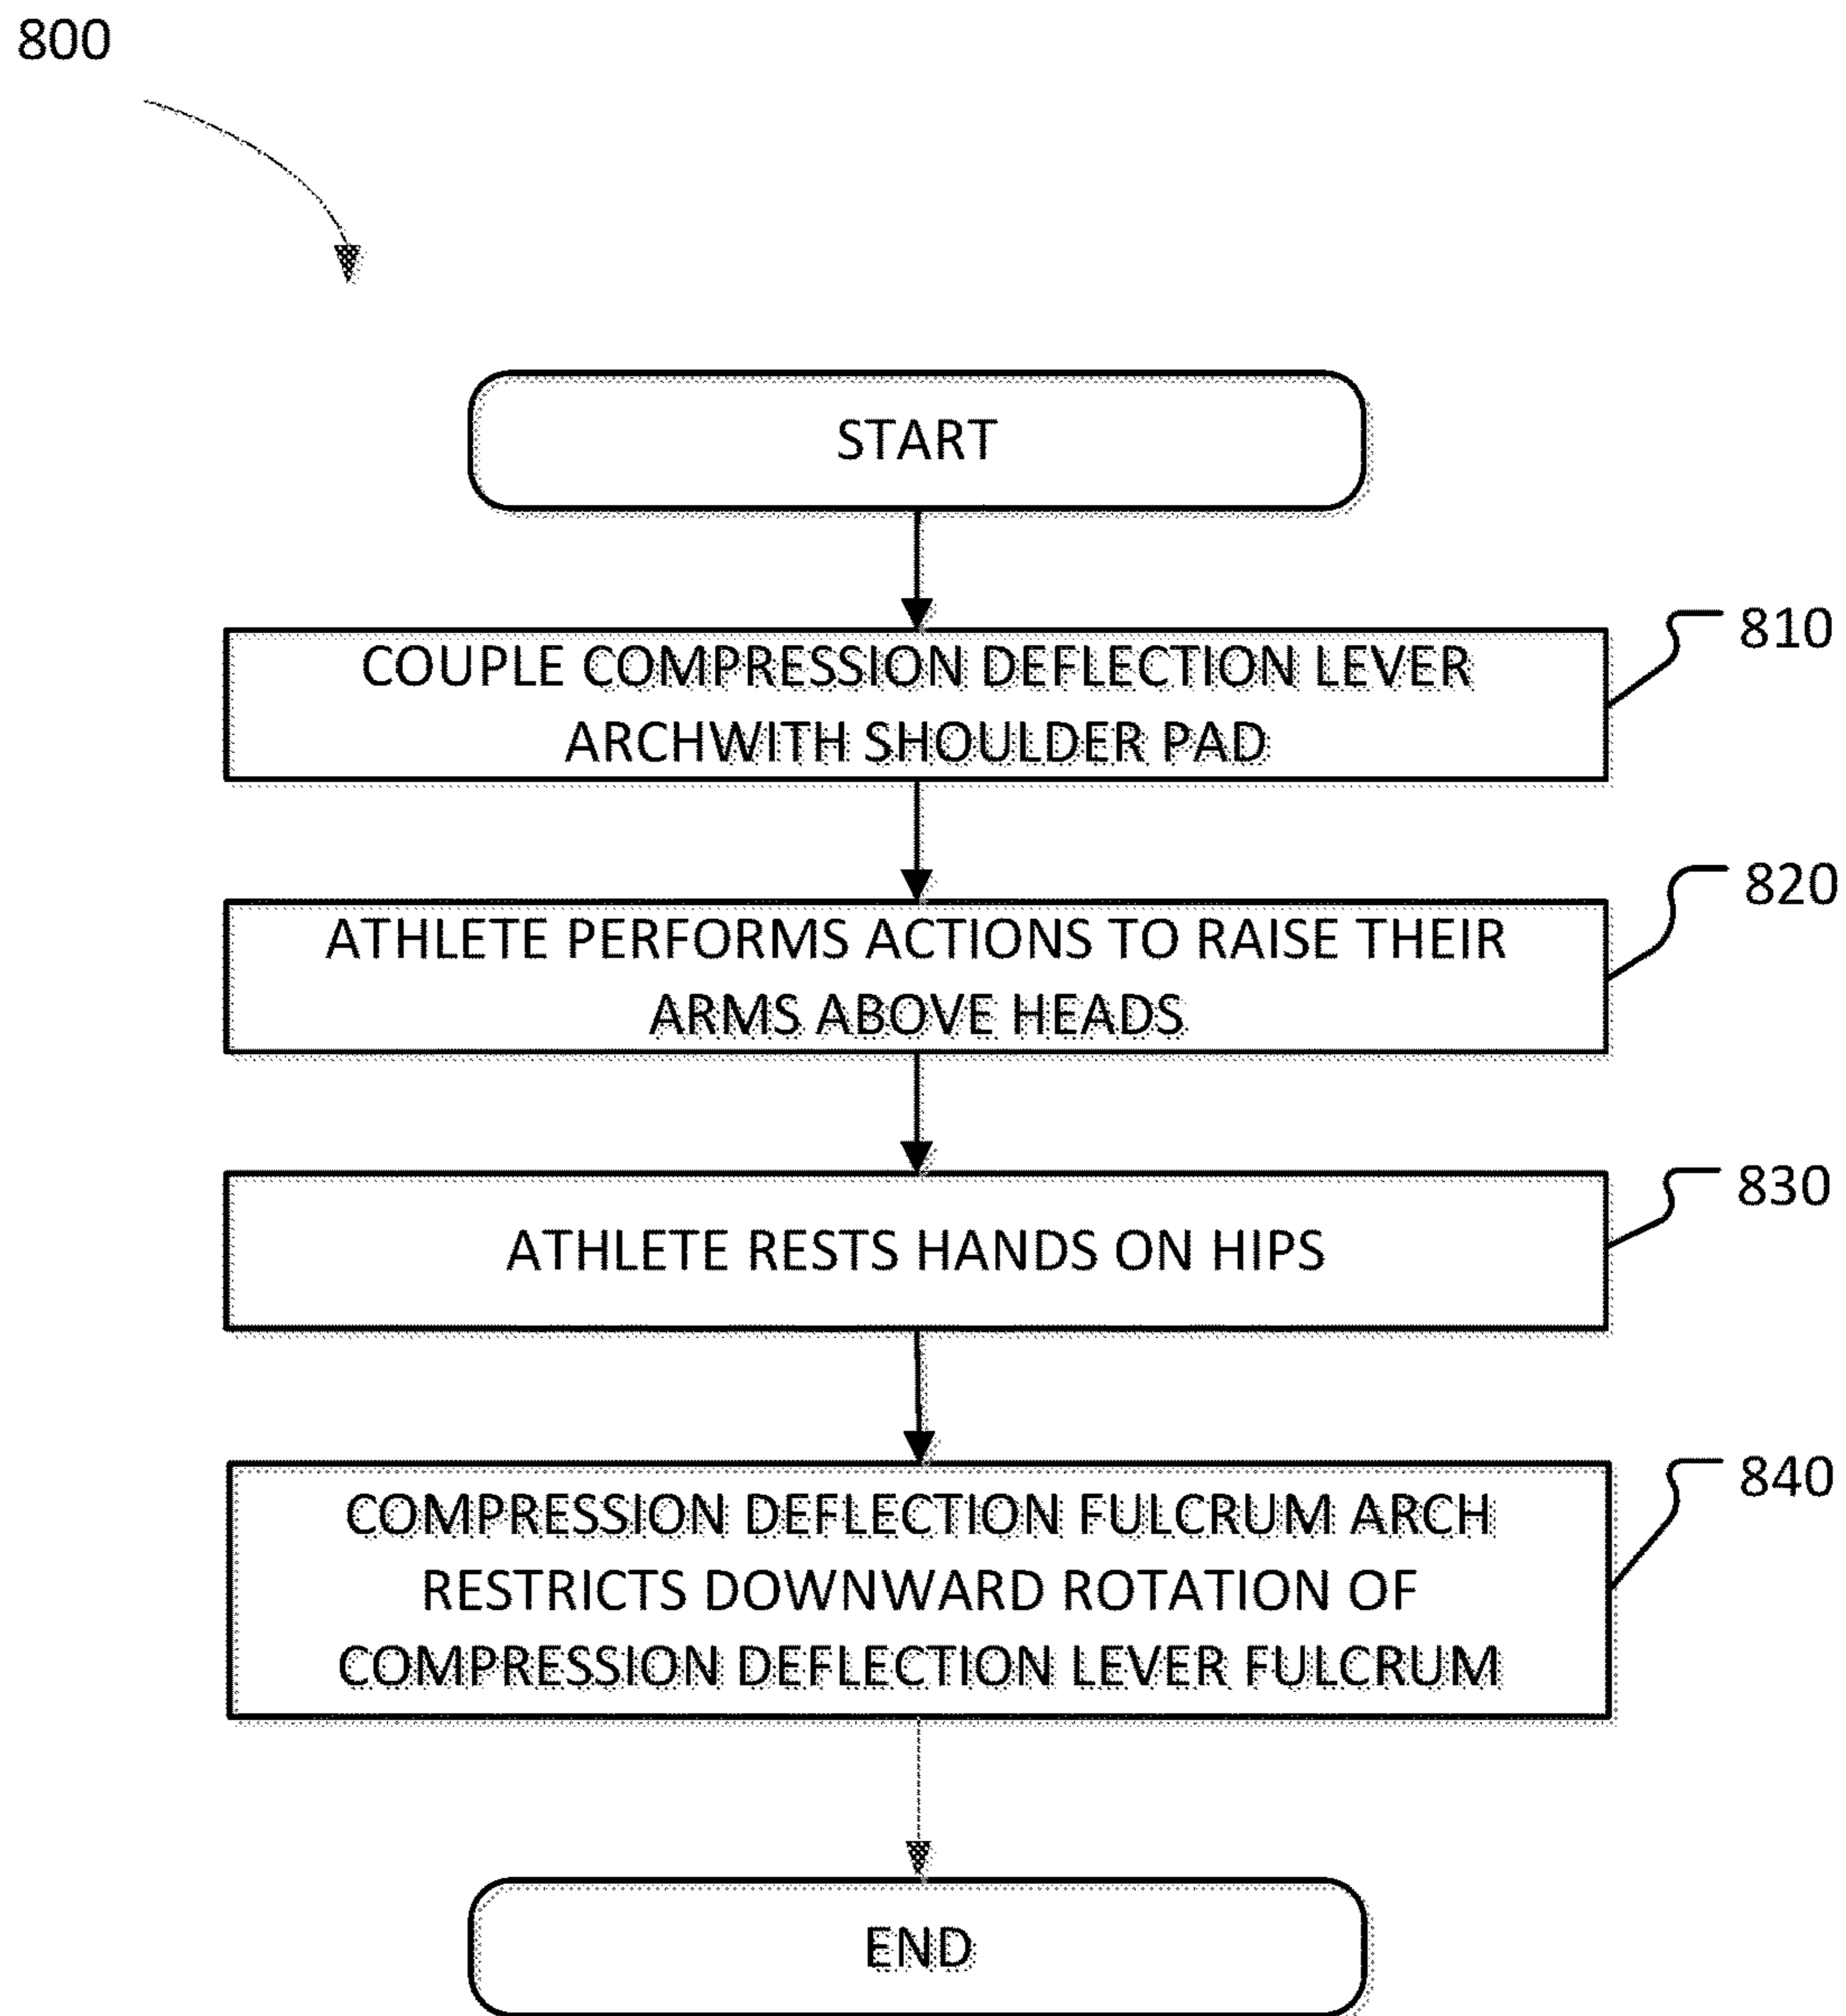 800
START
COUPLE COMPRESSION DEFLECTION LEVER
ARCHWITH SHOULDER PAD
810
ATHLETE PERFORMS ACTIONS TO RAISE THEIR
ARMS ABOVE HEADS
820
ATHLETE RESTS HANDS ON HIPS
830
COMPRESSION DEFLECTION FULCRUM ARCH
RESTRICTS DOWNWARD ROTATION OF
COMPRESSION DEFLECTION LEVER FULCRUM
840
END